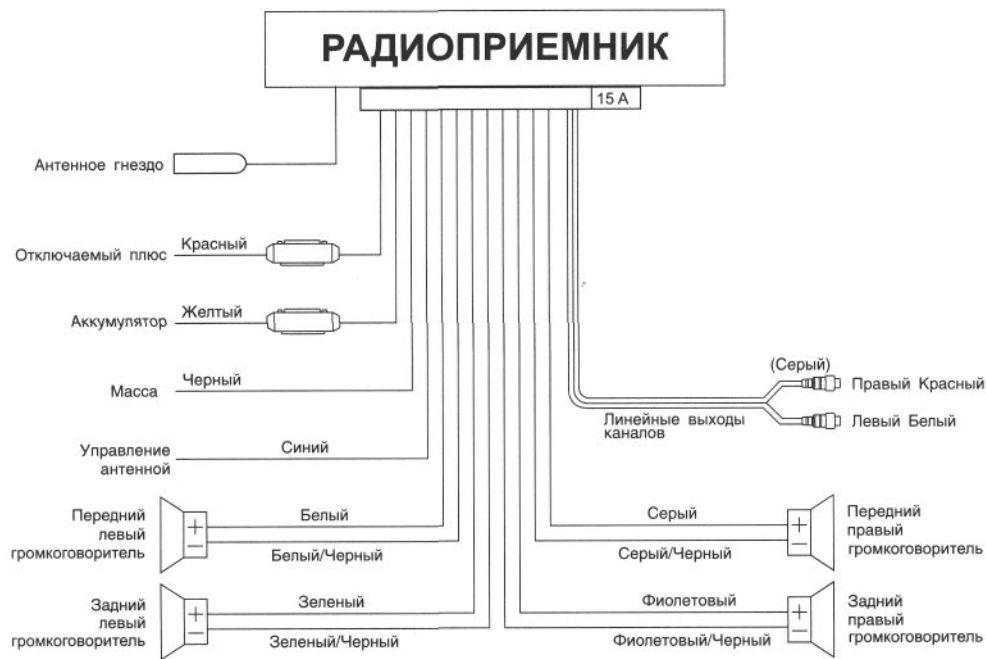 РАДИОПРИЕМНИК
15 А
Антенное гнездо
Отключаемый плюс
Красный
Аккумулятор
Желтый
Масса
Черный
Управление
антенной
Синий
(Серый)
Правый Красный
Левый Белый
Линейные выходы
каналов
Передний
левый
громкоговоритель
+
−
Белый
Белый/Черный
Серый
Серый/Черный
+
−
Передний
правый
громкоговоритель
Задний
левый
громкоговоритель
+
−
Зеленый
Зеленый/Черный
Фиолетовый
Фиолетовый/Черный
+
−
Задний
правый
громкоговоритель